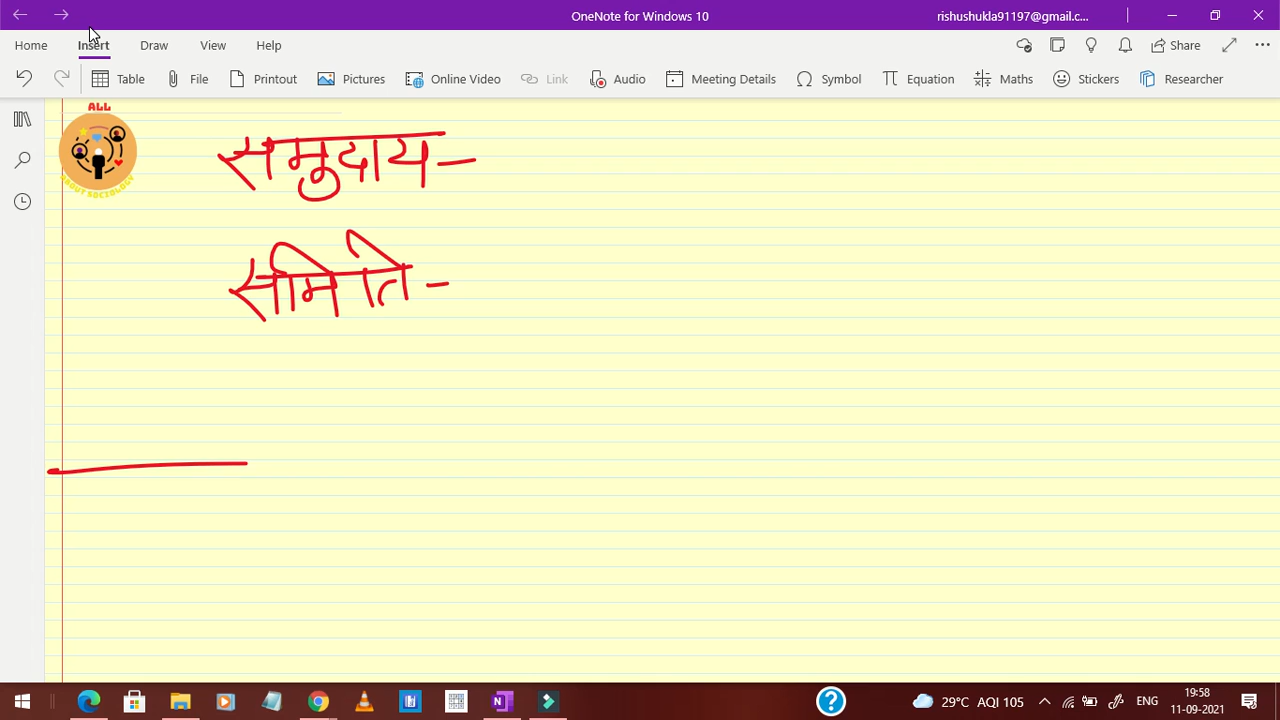 OneNote for Windows 10
rishushukla91197@gmail.c...
Home Insert Draw View Help Share
Table File Printout Pictures Online Video Link Audio Meeting Details Symbol Equation Maths Stickers Researcher
ALL
ABOUT SOCIOLOGY
समुदाय-
समिति-
29°C AQI 105 ENG 19:58
11-09-2021